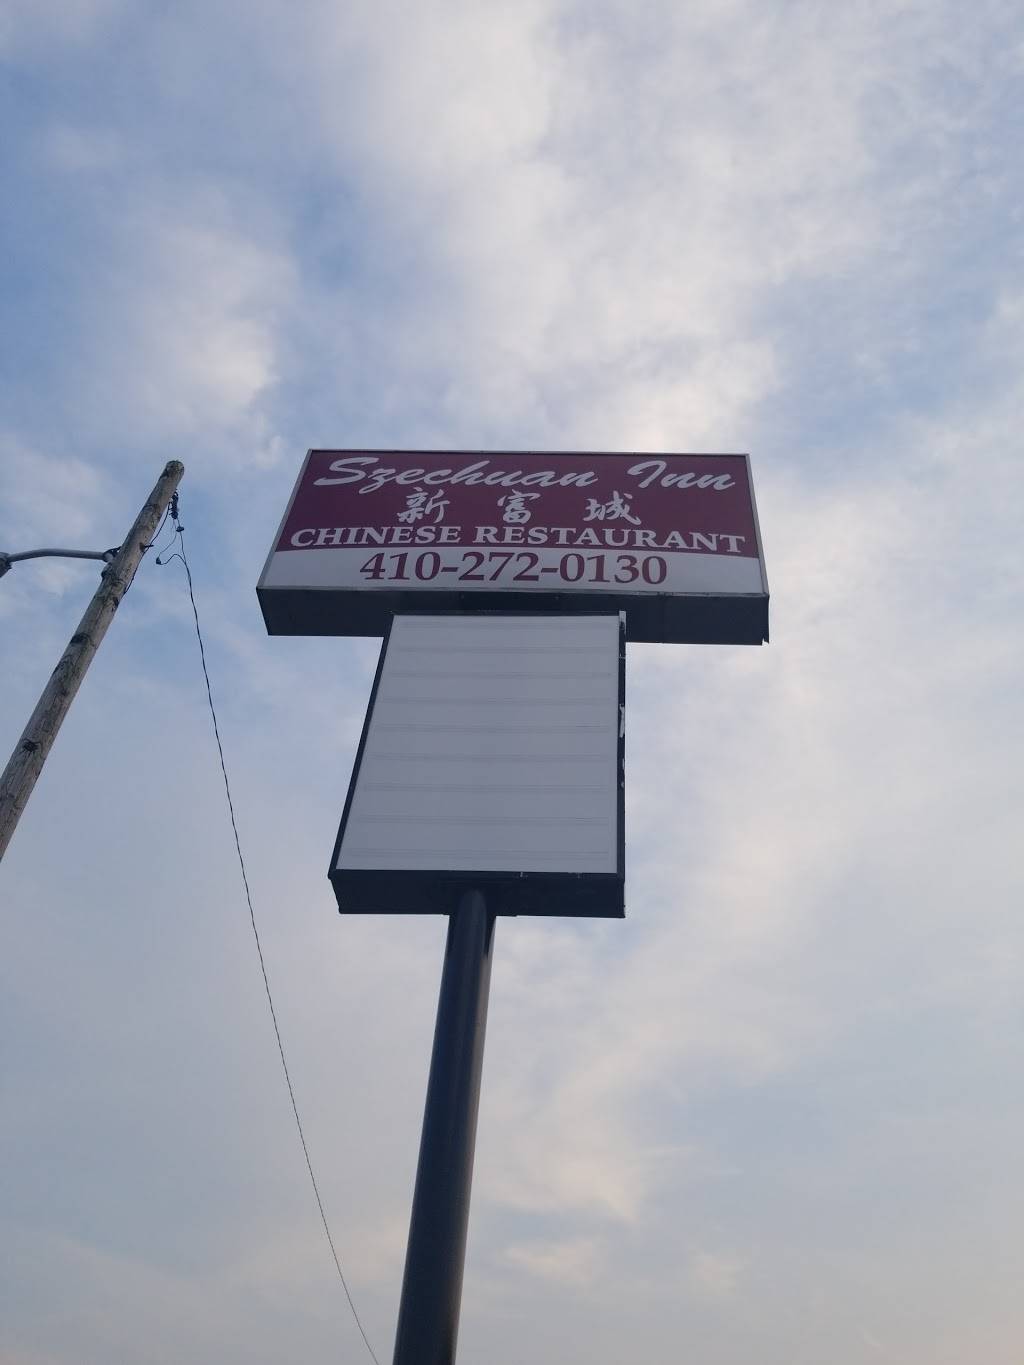 Szechuan Inn
新富城
CHINESE RESTAURANT
410-272-0130